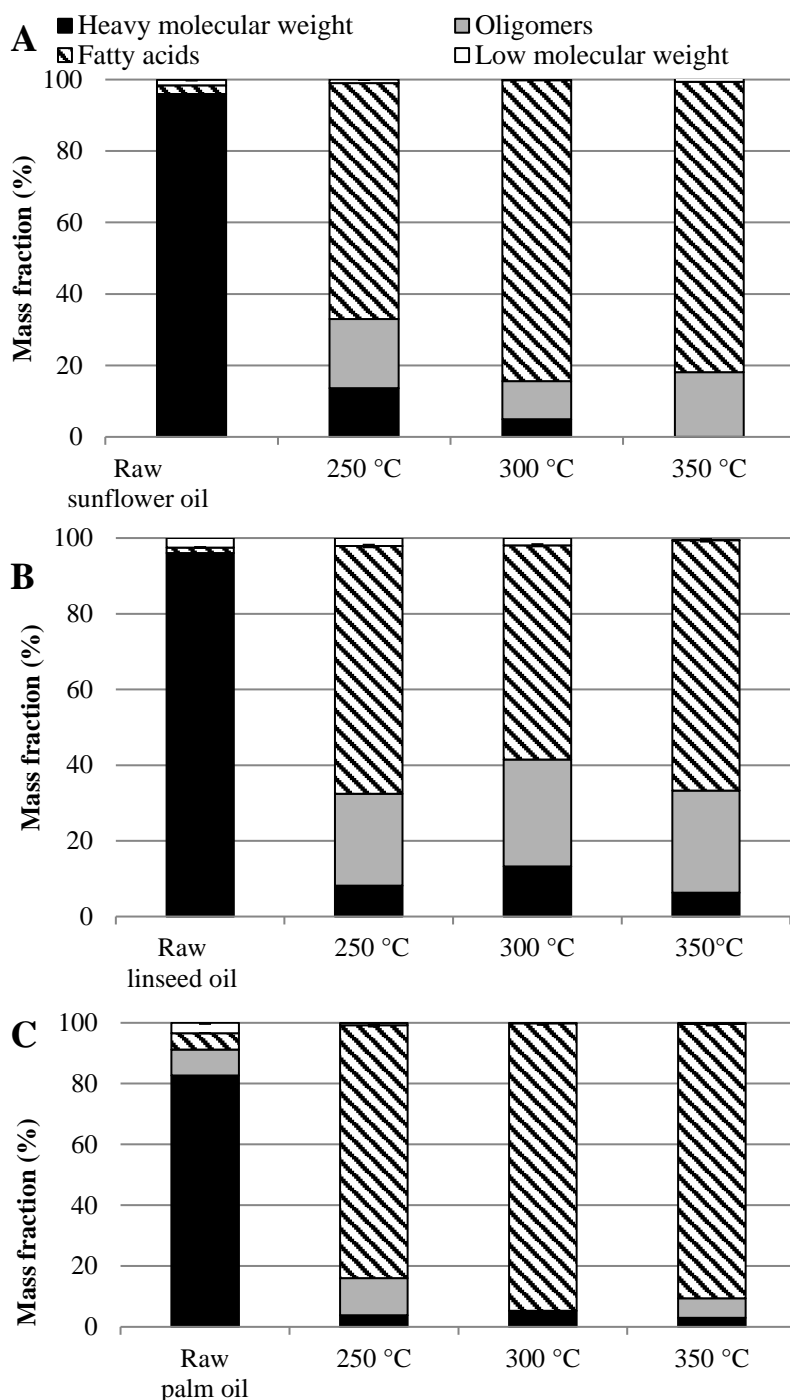 A
Heavy molecular weight
Oligomers
Fatty acids
Low molecular weight
100
80
60
40
20
0
Mass fraction (%)
Raw
sunflower oil
250 °C
300 °C
350 °C
B
100
80
60
40
20
0
Mass fraction (%)
Raw
linseed oil
250 °C
300 °C
350°C
C
100
80
60
40
20
0
Mass fraction (%)
Raw
palm oil
250 °C
300 °C
350 °C